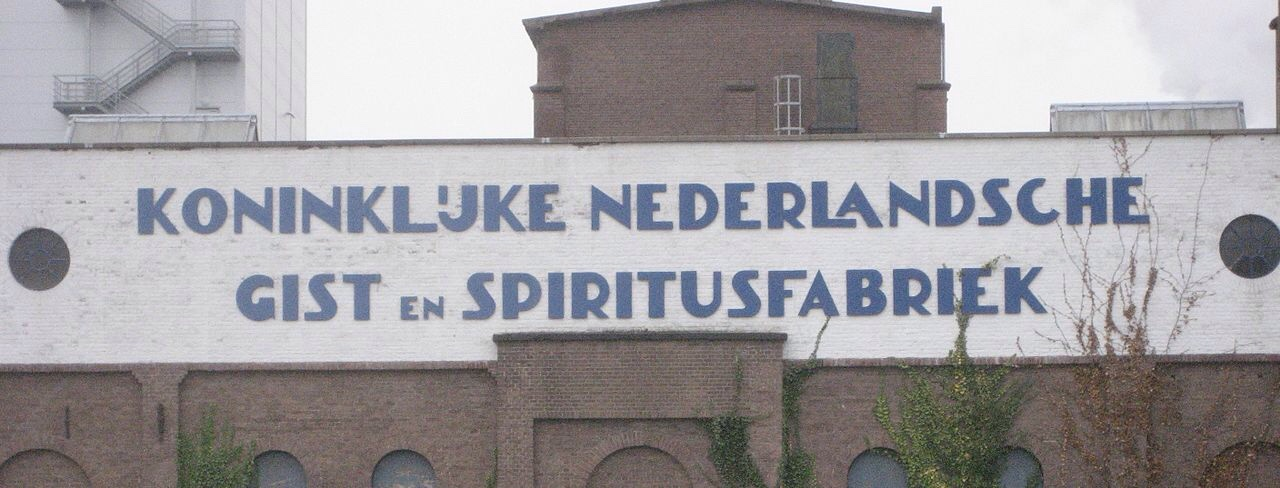 KONINKLIJKE NEDERLANDSCHE
GIST EN SPIRITUSFABRIEK